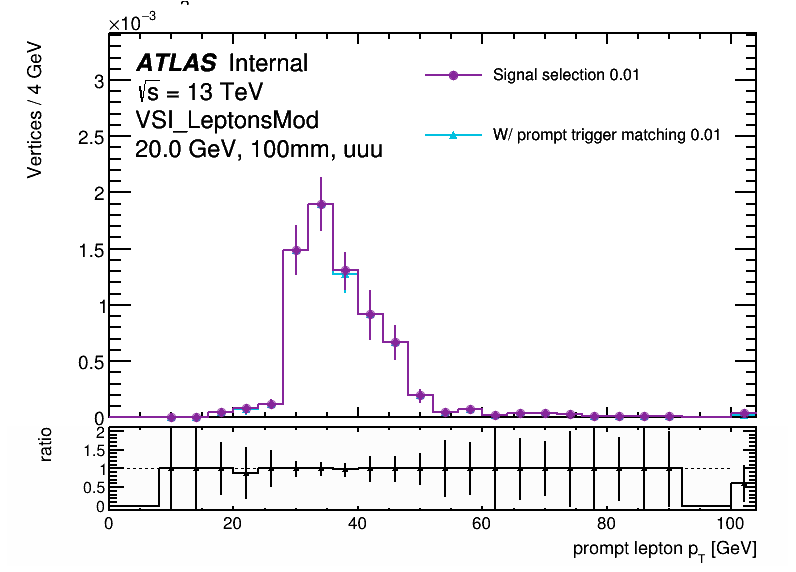 ×10⁻³
Vertices / 4 GeV
ATLAS Internal
√s = 13 TeV
VSI_LeptonsMod
20.0 GeV, 100mm, uuu
Signal selection 0.01
W/ prompt trigger matching 0.01
3
2.5
2
1.5
1
0.5
0
ratio
2
1.5
1
0.5
0
0 20 40 60 80 100
prompt lepton p_T [GeV]